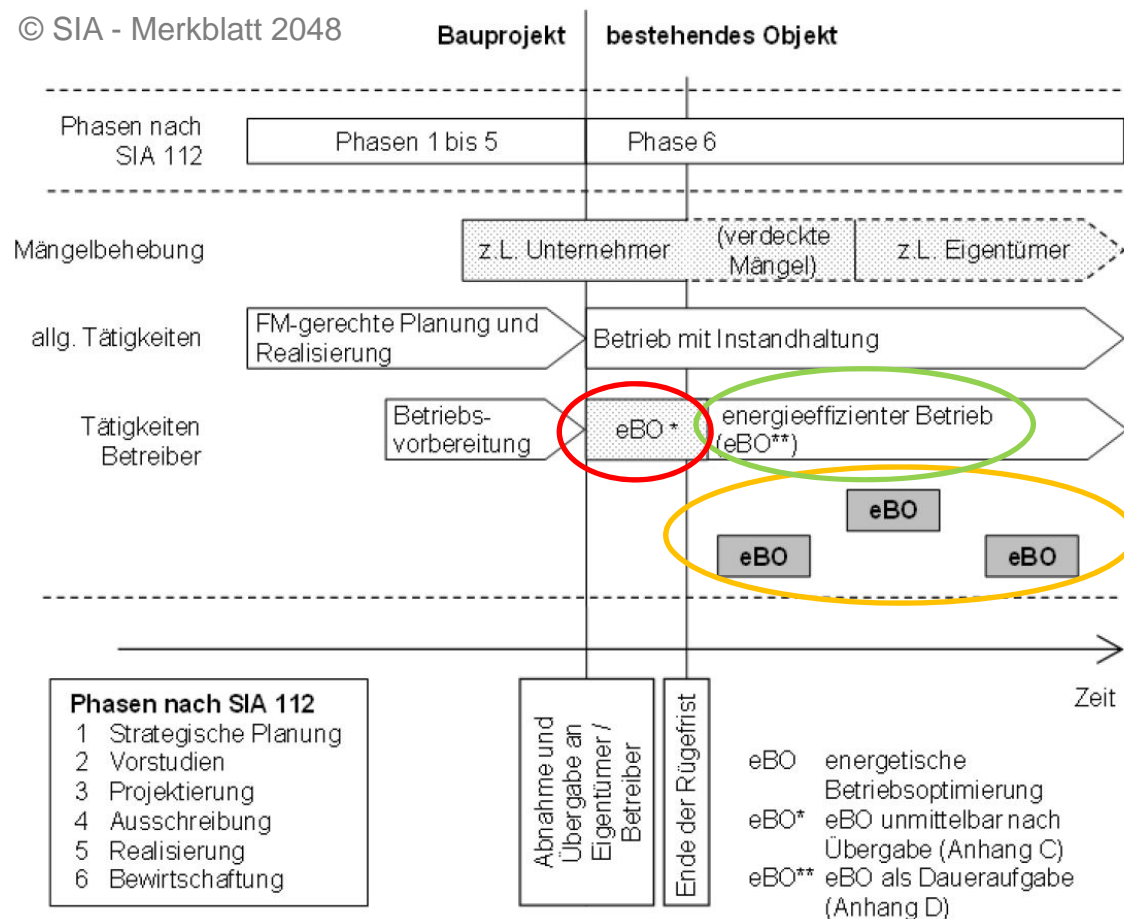 © SIA - Merkblatt 2048
Bauprojekt
bestehendes Objekt
Phasen nach
SIA 112
Phasen 1 bis 5
Phase 6
Mängelbehebung
z.L. Unternehmer
(verdeckte
Mängel)
z.L. Eigentümer
allg. Tätigkeiten
FM-gerechte Planung und
Realisierung
Betrieb mit Instandhaltung
Tätigkeiten
Betreiber
Betriebs-
vorbereitung
eBO *
energieeffizienter Betrieb
(eBO**)
eBO
eBO
eBO
Zeit
Phasen nach SIA 112
1 Strategische Planung
2 Vorstudien
3 Projektierung
4 Ausschreibung
5 Realisierung
6 Bewirtschaftung
Abnahme und
Übergabe an
Eigentümer /
Betreiber
Ende der Rügefrist
eBO energetische
Betriebsoptimierung
eBO* eBO unmittelbar nach
Übergabe (Anhang C)
eBO** eBO als Daueraufgabe
(Anhang D)